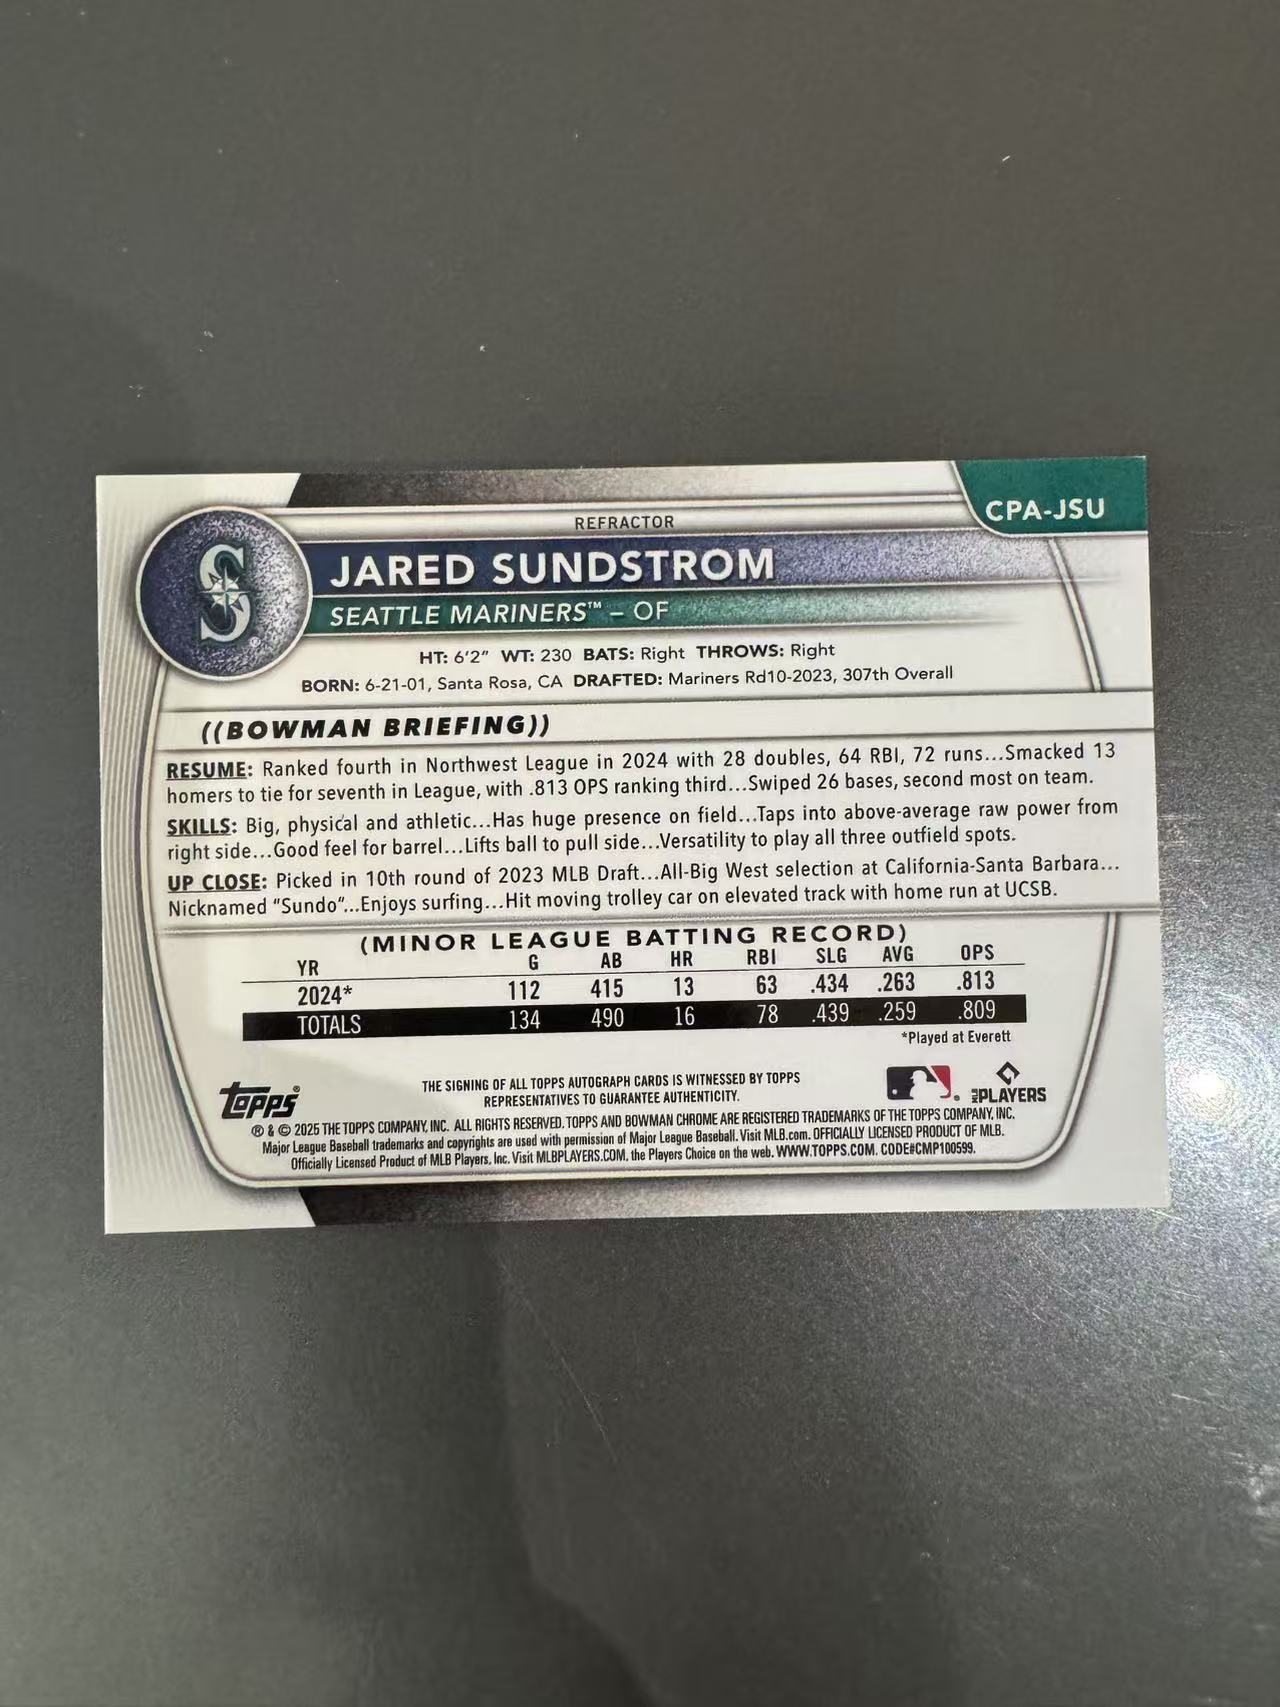 CPA-JSU
REFRACTOR
JARED SUNDSTROM
S
SEATTLE MARINERS™ – OF
HT: 6'2" WT: 230 BATS: Right THROWS: Right
BORN: 6-21-01, Santa Rosa, CA DRAFTED: Mariners Rd10-2023, 307th Overall
((BOWMAN BRIEFING))
RESUME: Ranked fourth in Northwest League in 2024 with 28 doubles, 64 RBI, 72 runs...Smacked 13
homers to tie for seventh in League, with .813 OPS ranking third...Swiped 26 bases, second most on team.
SKILLS: Big, physical and athletic...Has huge presence on field...Taps into above-average raw power from
right side...Good feel for barrel...Lifts ball to pull side...Versatility to play all three outfield spots.
UP CLOSE: Picked in 10th round of 2023 MLB Draft...All-Big West selection at California-Santa Barbara...
Nicknamed "Sundo"...Enjoys surfing...Hit moving trolley car on elevated track with home run at UCSB.
(MINOR LEAGUE BATTING RECORD)
YR G AB HR RBI SLG AVG OPS
2024* 112 415 13 63 .434 .263 .813
TOTALS 134 490 16 78 .439 .259 .809
*Played at Everett
topps®
THE SIGNING OF ALL TOPPS AUTOGRAPH CARDS IS WITNESSED BY TOPPS
REPRESENTATIVES TO GUARANTEE AUTHENTICITY.
MLB PLAYERS
® & © 2025 THE TOPPS COMPANY, INC. ALL RIGHTS RESERVED. TOPPS AND BOWMAN CHROME ARE REGISTERED TRADEMARKS OF THE TOPPS COMPANY, INC.
Major League Baseball trademarks and copyrights are used with permission of Major League Baseball. Visit MLB.com. OFFICIALLY LICENSED PRODUCT OF MLB.
Officially Licensed Product of MLB Players, Inc. Visit MLBPLAYERS.COM, the Players Choice on the web. WWW.TOPPS.COM. CODE#CMP100599.